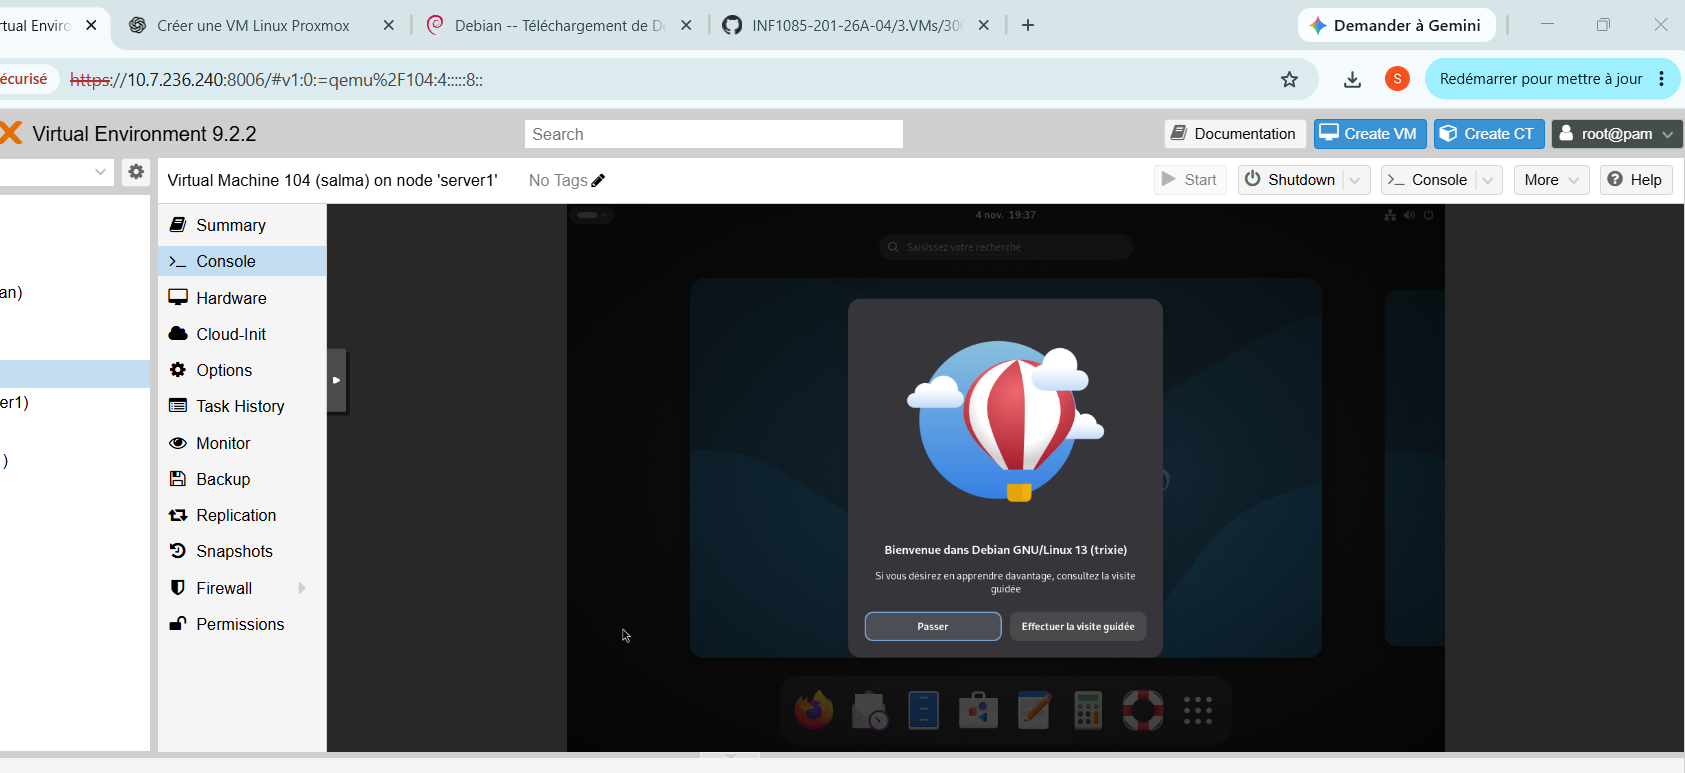 rtual Enviro
Créer une VM Linux Proxmox
Debian -- Téléchargement de De
INF1085-201-26A-04/3.VMs/300
Demander à Gemini
écurisé
https://10.7.236.240:8006/#v1:0:=qemu%2F104:4:::::8::
S
Redémarrer pour mettre à jour
Virtual Environment 9.2.2
Search
Documentation
Create VM
Create CT
root@pam
Virtual Machine 104 (salma) on node 'server1'
No Tags
Start
Shutdown
Console
More
Help
an)
er1)
)
Summary
Console
Hardware
Cloud-Init
Options
Task History
Monitor
Backup
Replication
Snapshots
Firewall
Permissions
4 nov. 19:37
Saisissez votre recherche
Bienvenue dans Debian GNU/Linux 13 (trixie)
Si vous désirez en apprendre davantage, consultez la visite
guidée
Passer
Effectuer la visite guidée